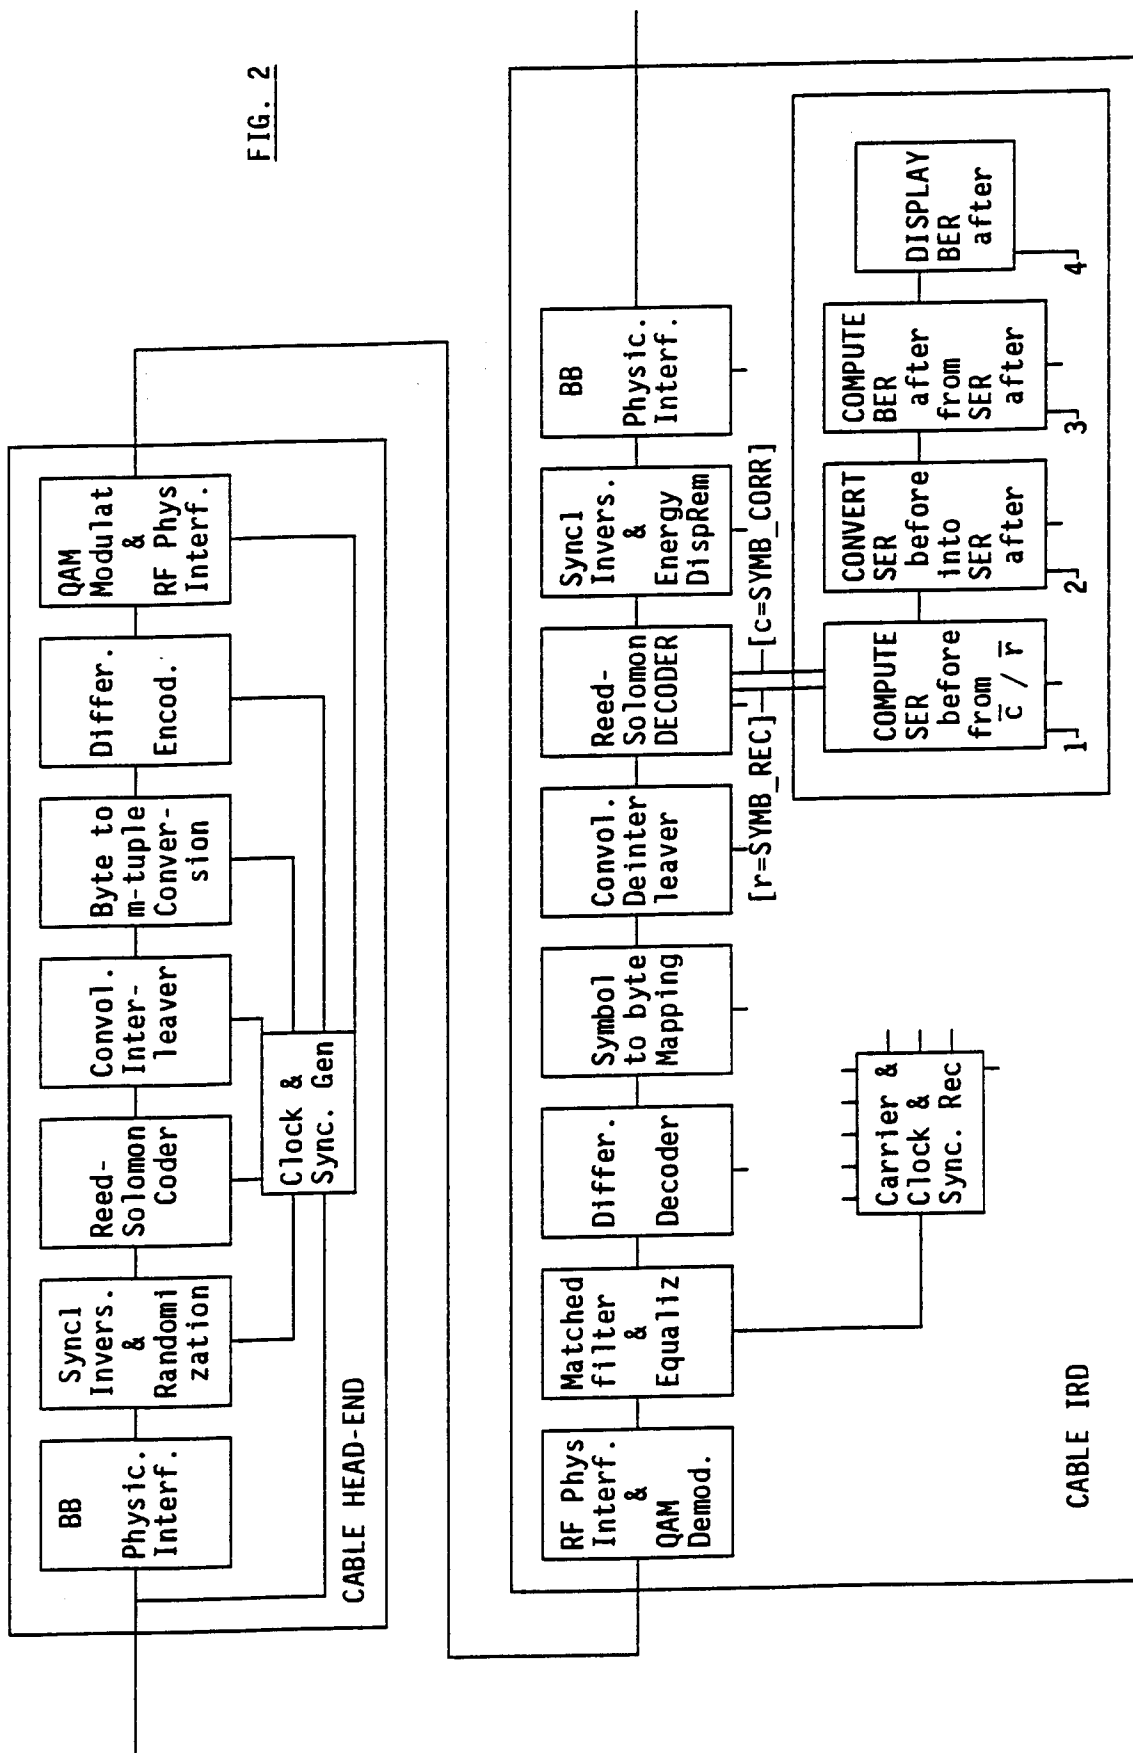 FIG. 2
BB
Physic.
Interf.
Sync1
Invers.
&
Randomi
zation
Reed-
Solomon
Coder
Convol.
Inter-
leaver
Byte to
m-tuple
Conver-
sion
Differ.
Encod.
QAM
Modulat
&
RF Phys
Interf.
Clock &
Sync. Gen
CABLE HEAD-END
RF Phys
Interf.
&
QAM
Demod.
Matched
filter
&
Equaliz
Differ.
Decoder
Symbol
to byte
Mapping
Convol.
Deinter
leaver
Reed-
Solomon
DECODER
Sync1
Invers.
&
Energy
DispRem
BB
Physic.
Interf.
[r=SYMB_REC]
[c=SYMB_CORR]
Carrier &
Clock &
Sync. Rec
COMPUTE
SER
before
from
c̅ / r̅
1
CONVERT
SER
before
into
SER
after
2
COMPUTE
BER
after
from
SER
after
3
DISPLAY
BER
after
4
CABLE IRD